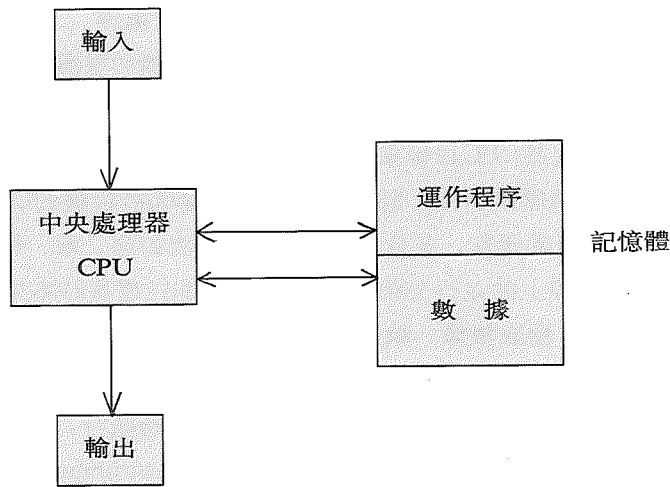 輸入
中央處理器
CPU
運作程序
數 據
記憶體
輸出